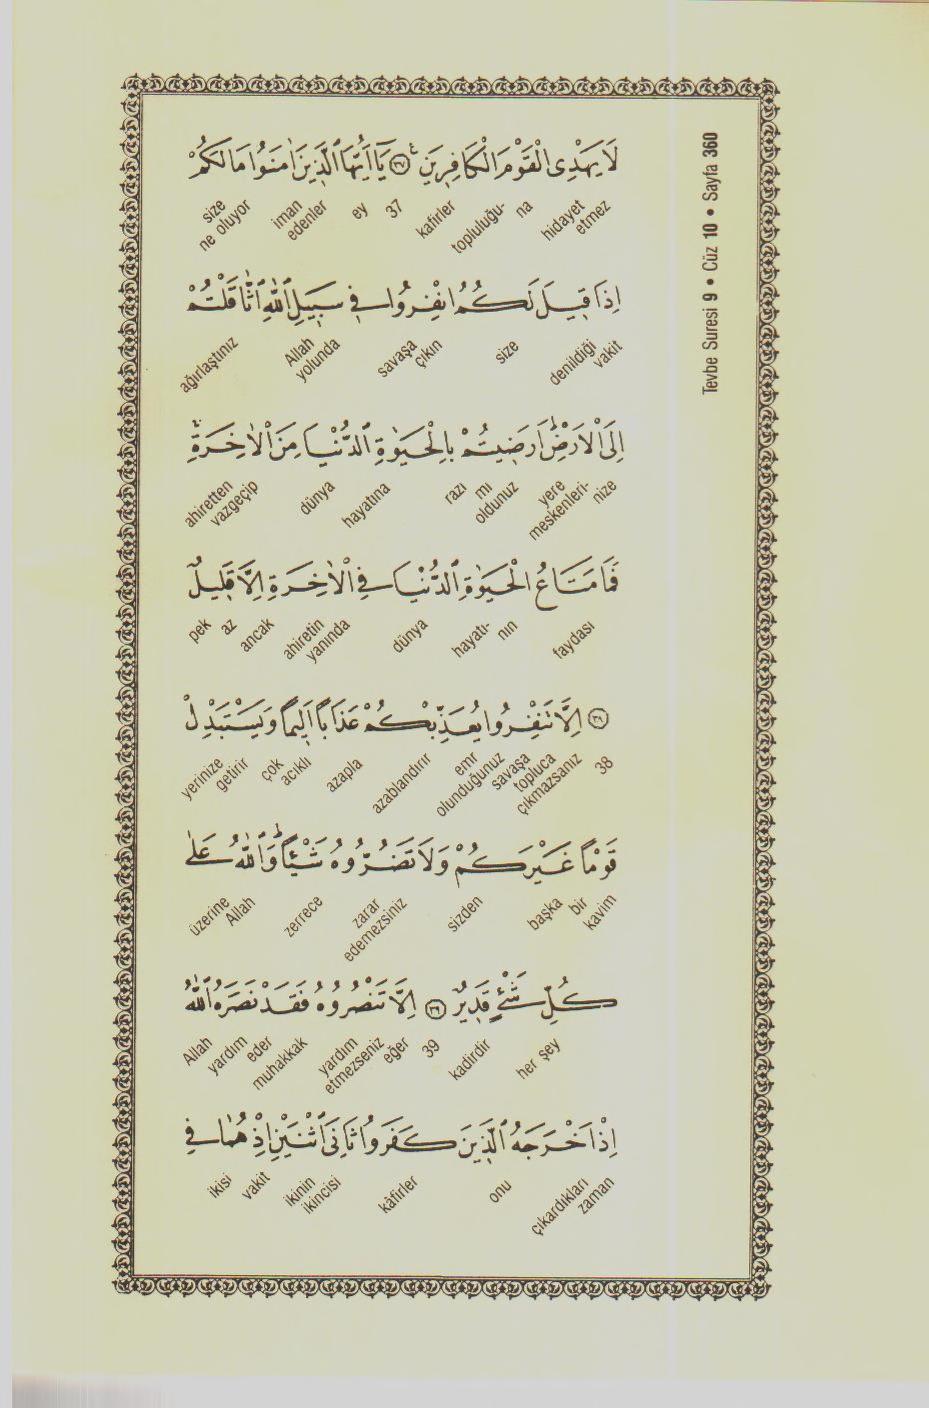 Tevbe Suresi 9 • Cüz 10 • Sayfa 360
لَا يَهْدِى الْقَوْمَ الْكَافِرِينَ ﴿٣٧﴾ يَٓا اَيُّهَا الَّذِينَ اٰمَنُوا مَا لَكُمْ
hidayet etmez topluluğu- na kafirler 37 ey iman edenler size ne oluyor
اِذَا قِيلَ لَكُمُ انْفِرُوا فِى سَبِيلِ اللّٰهِ اثَّاقَلْتُمْ
denildiği vakit size savaşa çıkın Allah yolunda ağırlaştınız
اِلَى الْاَرْضِۜ اَرَضِيتُمْ بِالْحَيٰوةِ الدُّنْيَا مِنَ الْاٰخِرَةِۚ
yere meskenleri- nize razı mı oldunuz hayatına dünya ahiretten vazgeçip
فَمَا مَتَاعُ الْحَيٰوةِ الدُّنْيَا فِى الْاٰخِرَةِ اِلَّا قَلِيلٌ
faydası hayatı- nın dünya ahiretin yanında ancak az pek
﴿٣٨﴾ اِلَّا تَنْفِرُوا يُعَذِّبْكُمْ عَذَابًا اَلِيمًا وَيَسْتَبْدِلْ
38 emr olunduğunuz savaşa topluca çıkmazsanız azablandırır azapla çok acıklı yerinize getirir
قَوْمًا غَيْرَكُمْ وَلَا تَضُرُّوهُ شَيْـًٔاۜ وَاللّٰهُ عَلٰى
bir kavim başka sizden zarar edemezsiniz zerrece Allah üzerine
كُلِّ شَىْءٍ قَدِيرٌ ﴿٣٩﴾ اِلَّا تَنْصُرُوهُ فَقَدْ نَصَرَهُ اللّٰهُ
her şey kadirdir 39 eğer yardım etmezseniz muhakkak yardım eder Allah
اِذْ اَخْرَجَهُ الَّذِينَ كَفَرُوا ثَانِىَ اثْنَيْنِ اِذْ هُمَا فِى
çıkardıkları zaman onu kâfirler ikinin ikincisi vakit ikisi